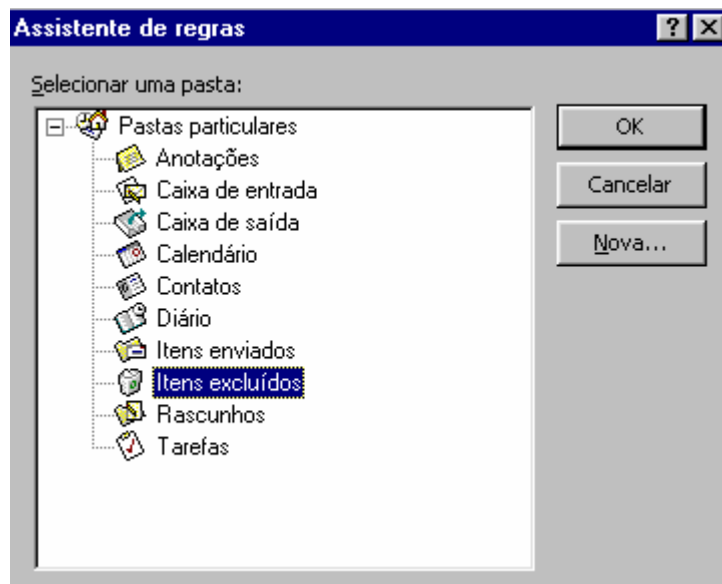 Assistente de regras
Selecionar uma pasta:
Pastas particulares
Anotações
Caixa de entrada
Caixa de saída
Calendário
Contatos
Diário
Itens enviados
Itens excluídos
Rascunhos
Tarefas
OK
Cancelar
Nova...